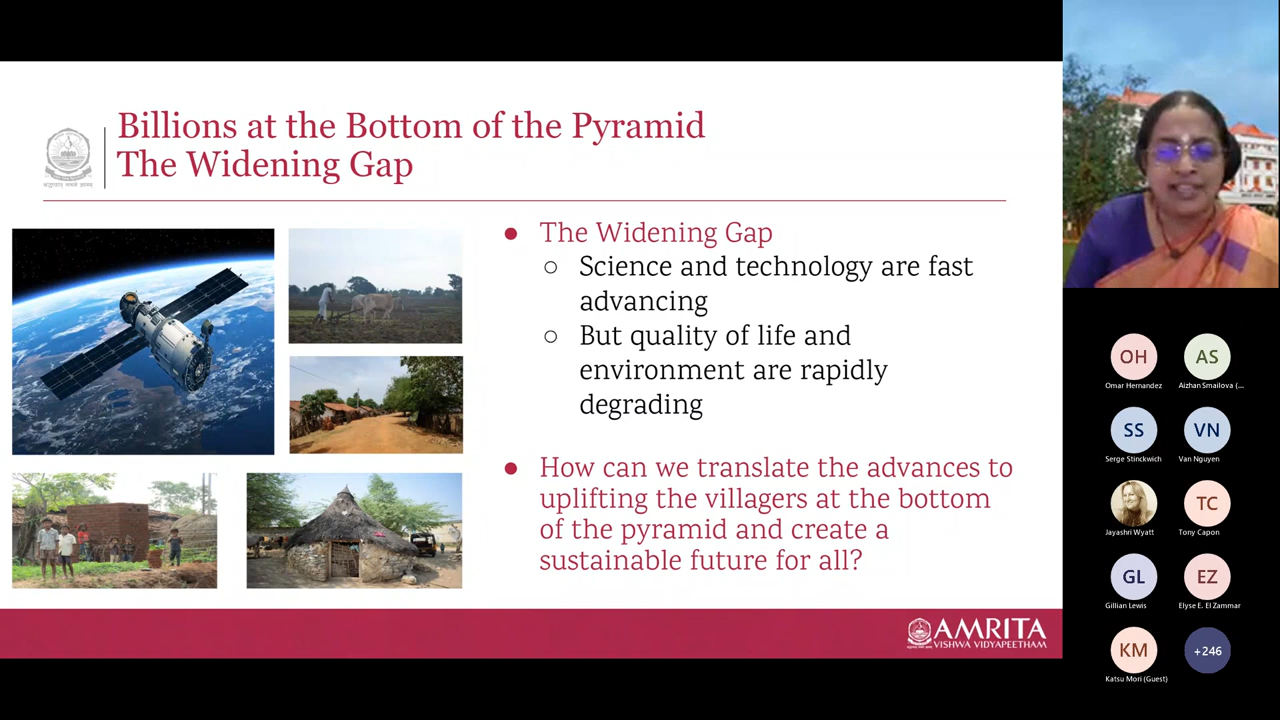 Billions at the Bottom of the Pyramid
The Widening Gap
● The Widening Gap
○ Science and technology are fast
advancing
○ But quality of life and
environment are rapidly
degrading
● How can we translate the advances to
uplifting the villagers at the bottom
of the pyramid and create a
sustainable future for all?
AMRITA
VISHWA VIDYAPEETHAM
OH
Omar Hernandez
AS
Aizhan Smailova (...
SS
Serge Stinckwich
VN
Van Nguyen
Jayashri Wyatt
TC
Tony Capon
GL
Gillian Lewis
EZ
Elyse E. El Zammar
KM
Katsu Mori (Guest)
+246